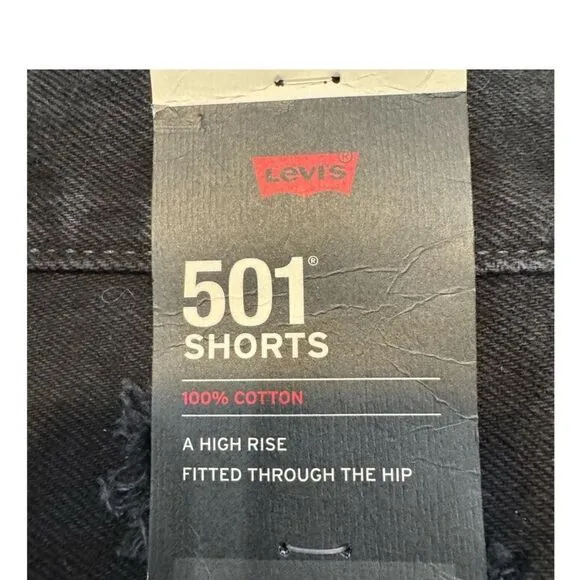 Levi's®
501®
SHORTS
100% COTTON
A HIGH RISE
FITTED THROUGH THE HIP